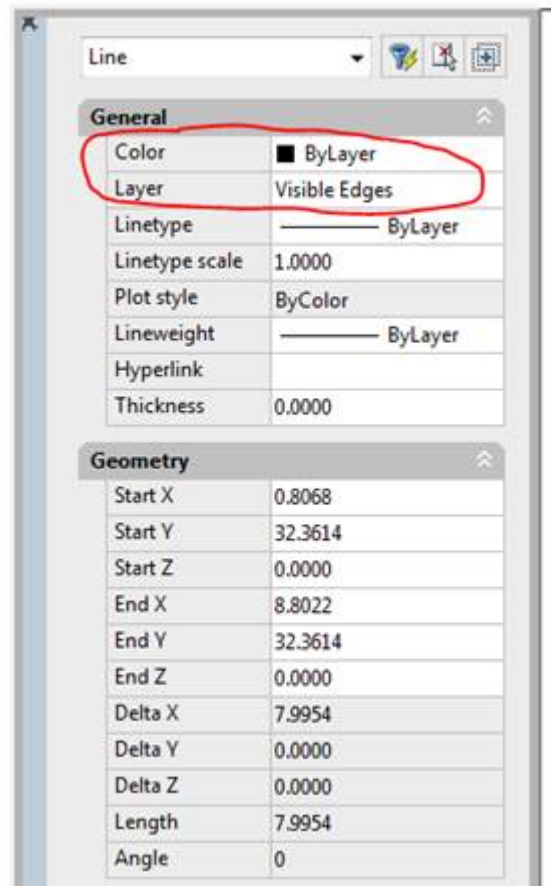 Line
General
Color ByLayer
Layer Visible Edges
Linetype ByLayer
Linetype scale 1.0000
Plot style ByColor
Lineweight ByLayer
Hyperlink
Thickness 0.0000
Geometry
Start X 0.8068
Start Y 32.3614
Start Z 0.0000
End X 8.8022
End Y 32.3614
End Z 0.0000
Delta X 7.9954
Delta Y 0.0000
Delta Z 0.0000
Length 7.9954
Angle 0